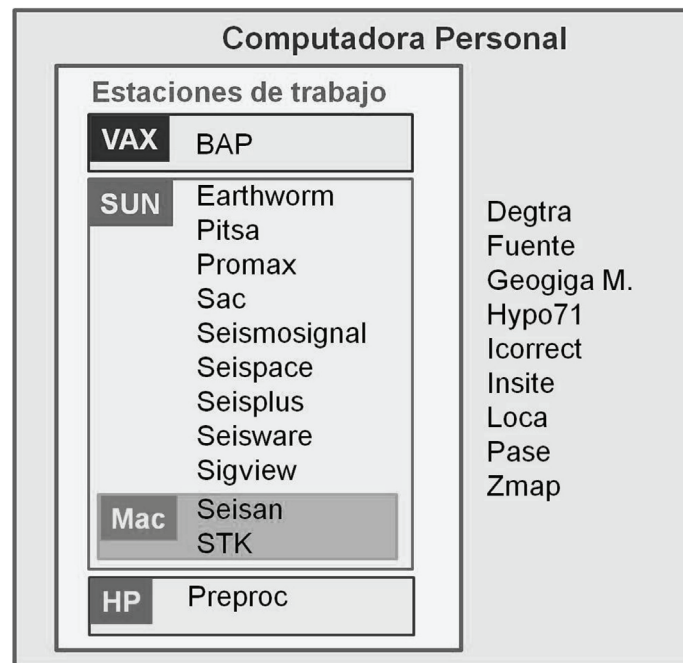 Computadora Personal
Estaciones de trabajo
VAX BAP
SUN Earthworm
Pitsa
Promax
Sac
Seismosignal
Seispace
Seisplus
Seisware
Sigview
Mac Seisan
STK
HP Preproc
Degtra
Fuente
Geogiga M.
Hypo71
Icorrect
Insite
Loca
Pase
Zmap